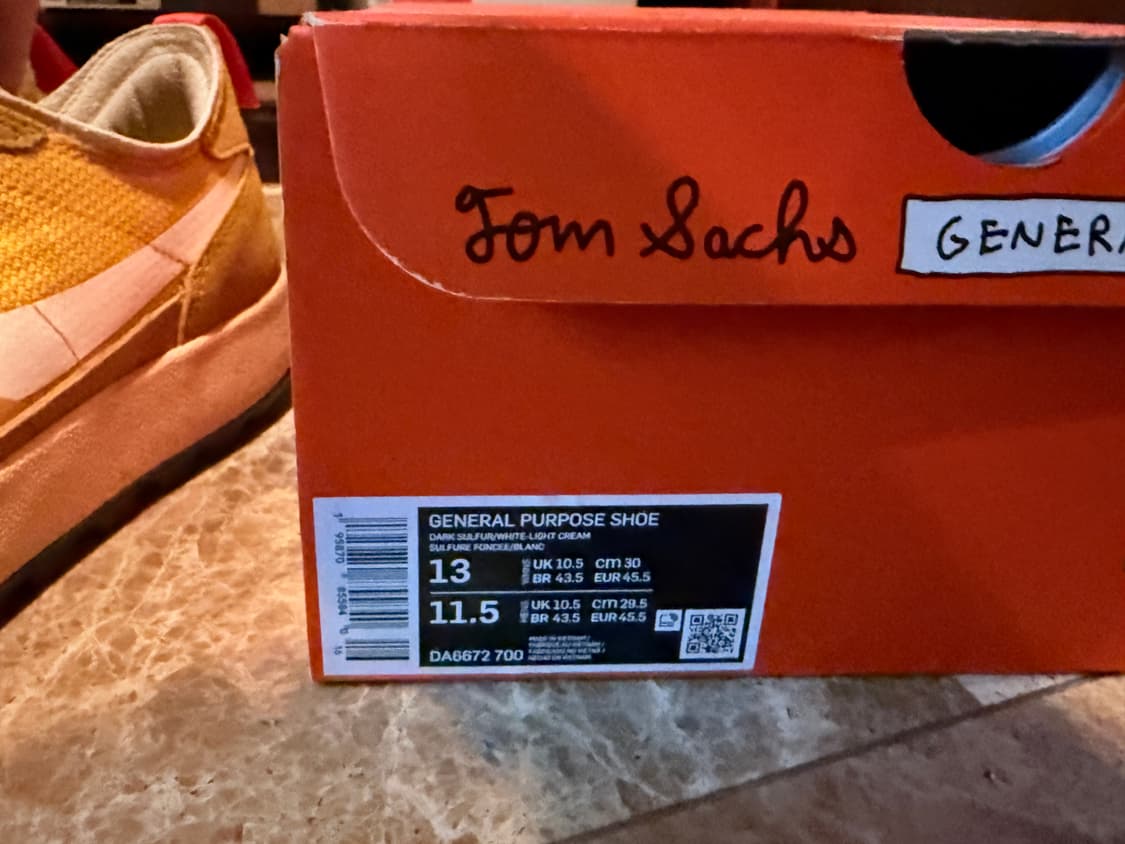 Tom Sachs
GENERA
GENERAL PURPOSE SHOE
DARK SULFUR/WHITE-LIGHT CREAM
SULFURE FONCEE/BLANC
13
UK 10.5 cm 30
BR 43.5 EUR 45.5
11.5
UK 10.5 cm 29.5
BR 43.5 EUR 45.5
DA6672 700